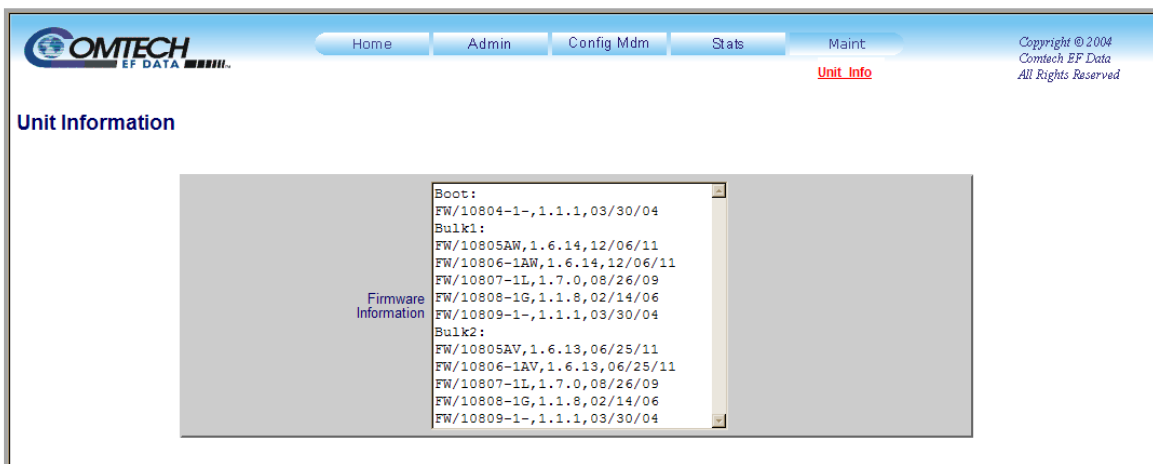 COMTECH
EF DATA
Home Admin Config Mdm Stats Maint
Unit Info
Copyright © 2004
Comtech EF Data
All Rights Reserved
Unit Information
Firmware
Information
Boot:
FW/10804-1-,1.1.1,03/30/04
Bulk1:
FW/10805AW,1.6.14,12/06/11
FW/10806-1AW,1.6.14,12/06/11
FW/10807-1L,1.7.0,08/26/09
FW/10808-1G,1.1.8,02/14/06
FW/10809-1-,1.1.1,03/30/04
Bulk2:
FW/10805AV,1.6.13,06/25/11
FW/10806-1AV,1.6.13,06/25/11
FW/10807-1L,1.7.0,08/26/09
FW/10808-1G,1.1.8,02/14/06
FW/10809-1-,1.1.1,03/30/04